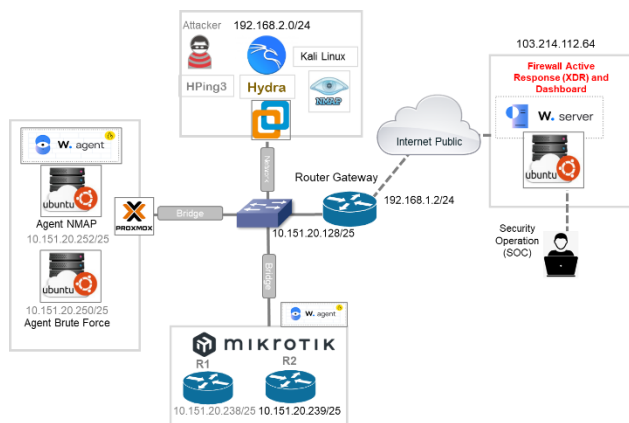 Attacker 192.168.2.0/24
Kali Linux
HPing3
Hydra
NMAP
103.214.112.64
Firewall Active
Response (XDR) and
Dashboard
W. server
ubuntu
Internet Public
Security
Operation
(SOC)
W. agent
ubuntu
Agent NMAP
10.151.20.252/25
ubuntu
10.151.20.250/25
Agent Brute Force
PROXMOX
Bridge
Network
Router Gateway
192.168.1.2/24
10.151.20.128/25
Bridge
W. agent
MIKROTIK
R1
R2
10.151.20.238/25
10.151.20.239/25